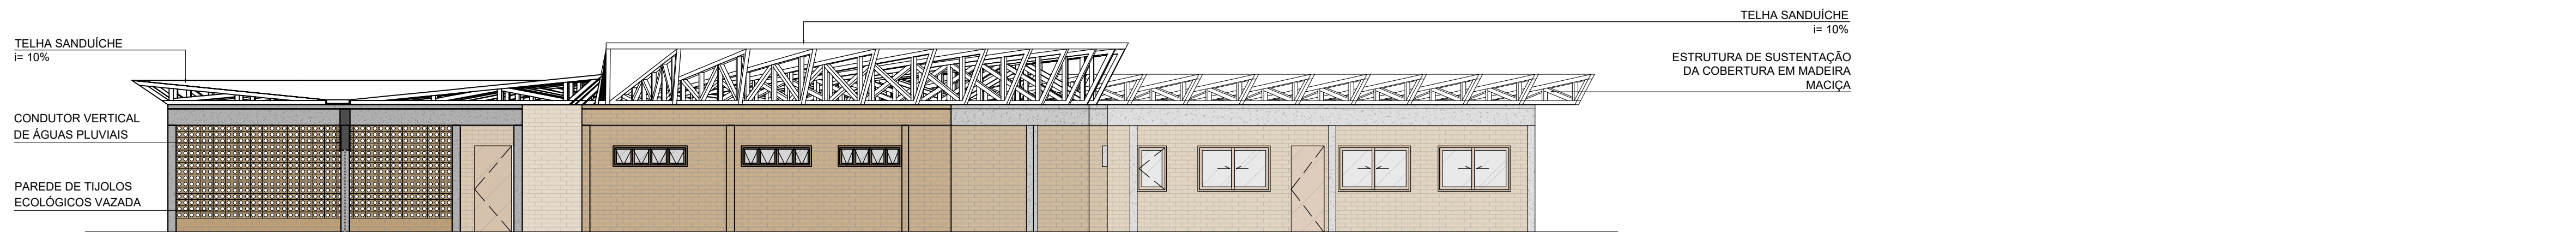 TELHA SANDUÍCHE
i= 10%
CONDUTOR VERTICAL
DE ÁGUAS PLUVIAIS
PAREDE DE TIJOLOS
ECOLÓGICOS VAZADA
TELHA SANDUÍCHE
i= 10%
ESTRUTURA DE SUSTENTAÇÃO
DA COBERTURA EM MADEIRA
MACIÇA